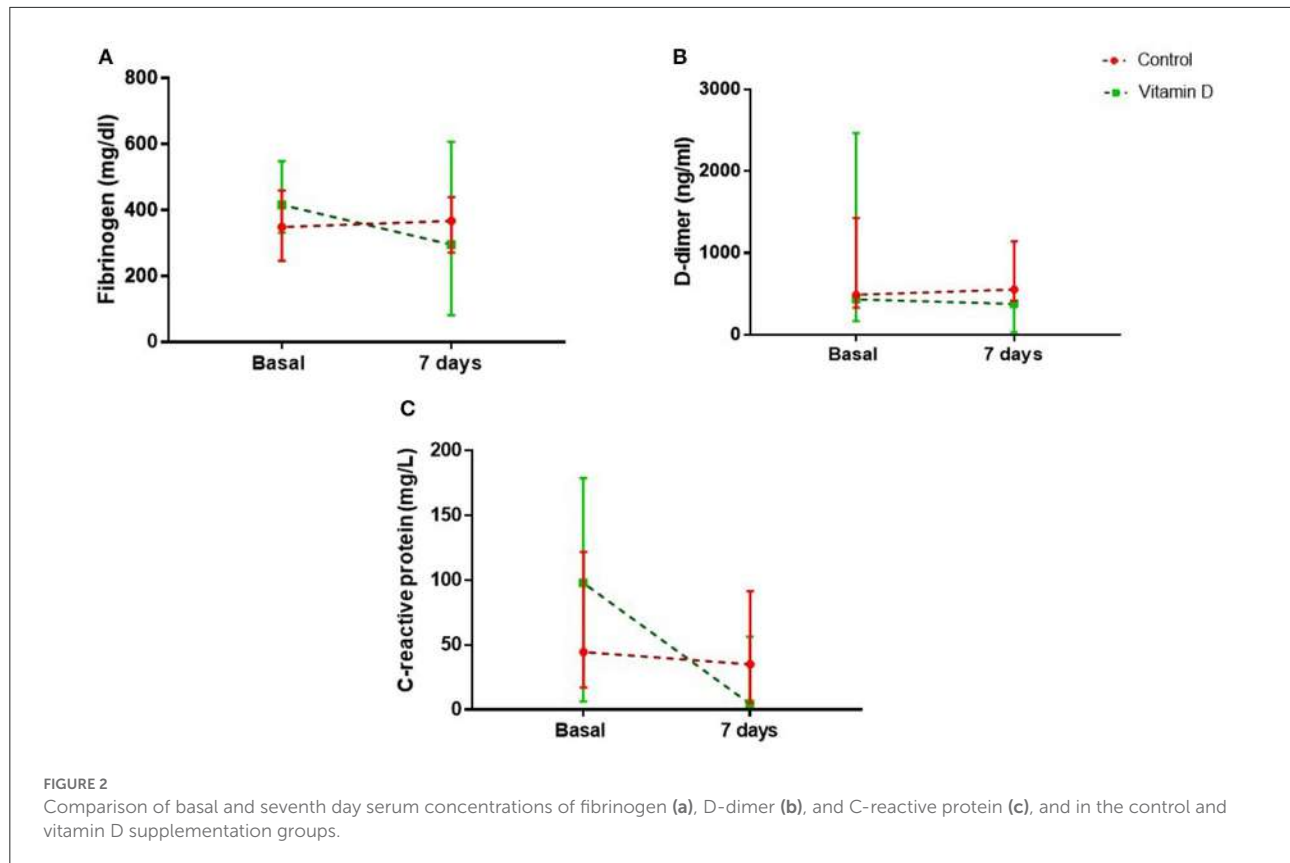 A
Fibrinogen (mg/dl)
800
600
400
200
0
Basal
7 days
B
D-dimer (ng/ml)
3000
2000
1000
0
Basal
7 days
Control
Vitamin D
C
C-reactive protein (mg/L)
200
150
100
50
0
Basal
7 days
FIGURE 2
Comparison of basal and seventh day serum concentrations of fibrinogen (a), D-dimer (b), and C-reactive protein (c), and in the control and
vitamin D supplementation groups.